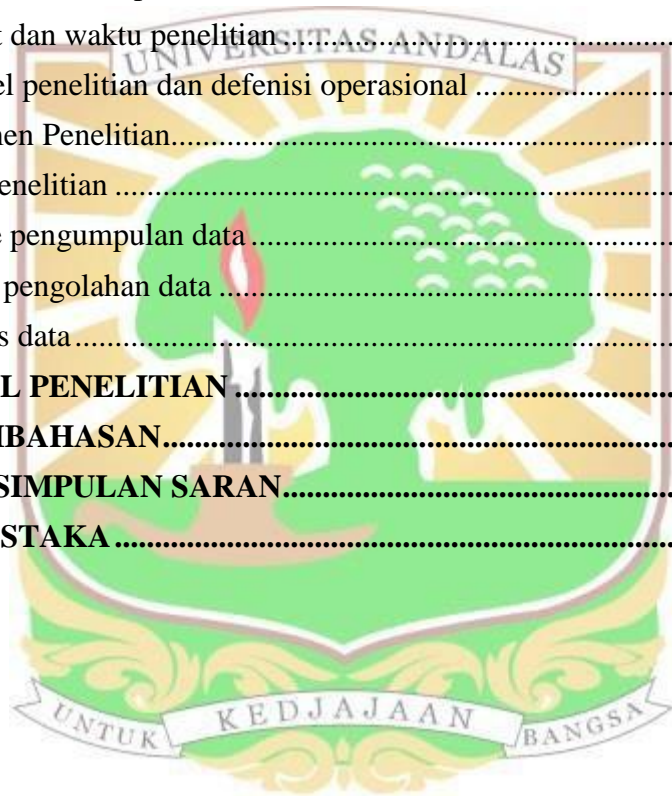 t dan waktu penelitian ........................................
UNIVERSITAS ANDALAS
el penelitian dan defenisi operasional ........................
nen Penelitian.................................................
enelitian .....................................................
e pengumpulan data .............................................
pengolahan data ................................................
s data .........................................................
L PENELITIAN ...................................................
MBAHASAN.......................................................
SIMPULAN SARAN.................................................
STAKA ..........................................................
UNTUK KEDJAJAAN BANGSA